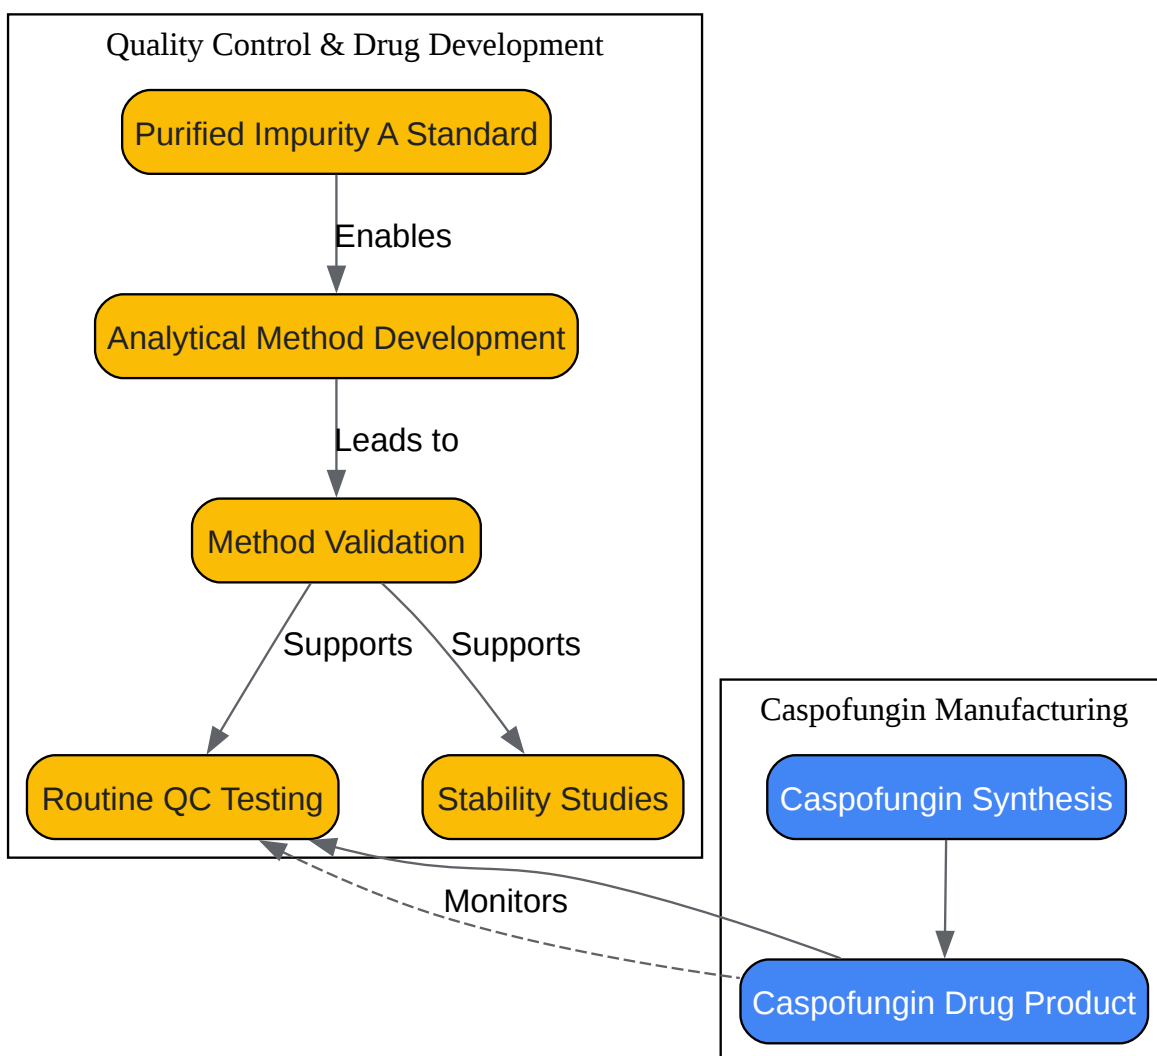 Quality Control & Drug Development
Purified Impurity A Standard
Enables
Analytical Method Development
Leads to
Method Validation
Supports
Supports
Routine QC Testing
Stability Studies
Monitors
Caspofungin Manufacturing
Caspofungin Synthesis
Caspofungin Drug Product